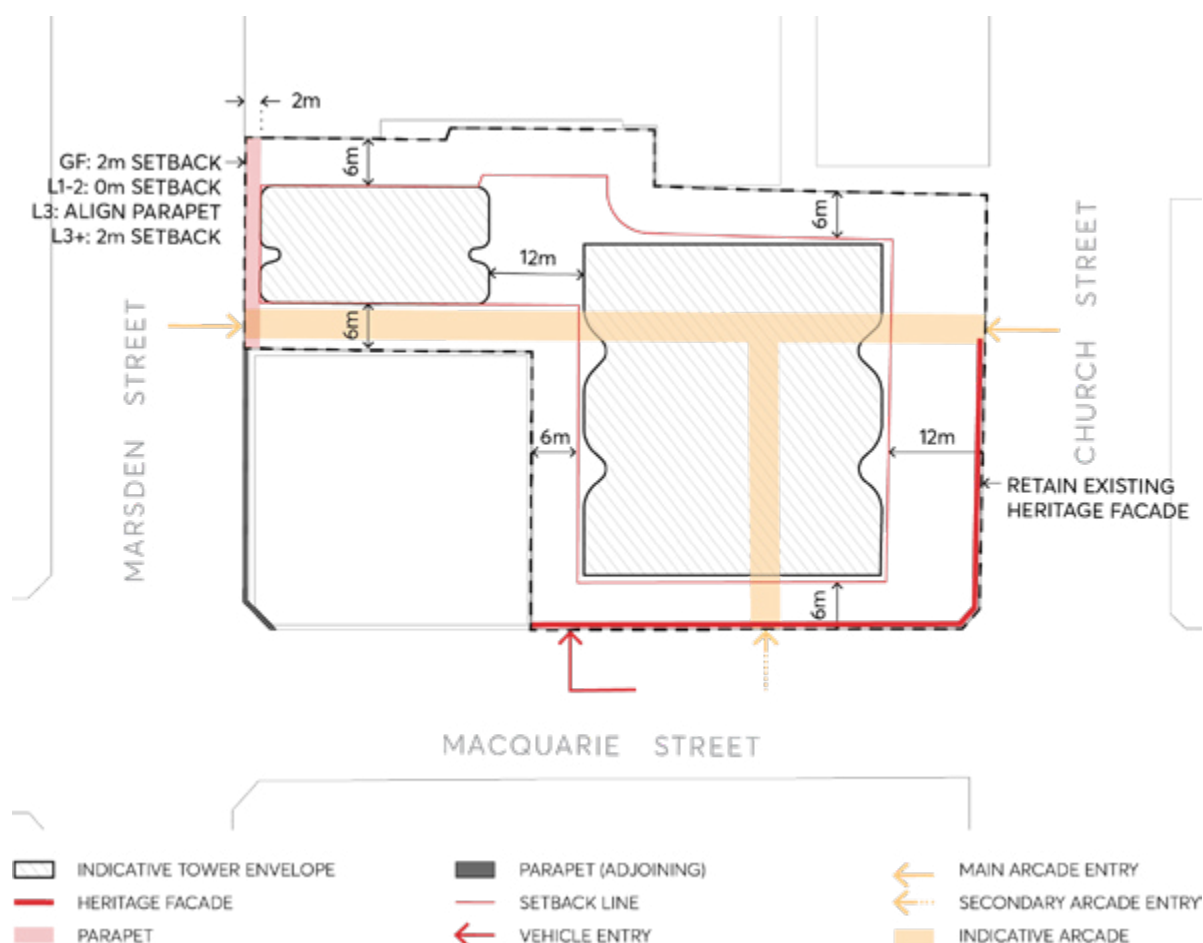 2m
GF: 2m SETBACK
L1-2: 0m SETBACK
L3: ALIGN PARAPET
L3+: 2m SETBACK
6m
6m
12m
6m
6m
12m
6m
MARSDEN STREET
CHURCH STREET
RETAIN EXISTING
HERITAGE FACADE
MACQUARIE STREET
INDICATIVE TOWER ENVELOPE
HERITAGE FACADE
PARAPET
PARAPET (ADJOINING)
SETBACK LINE
VEHICLE ENTRY
MAIN ARCADE ENTRY
SECONDARY ARCADE ENTRY
INDICATIVE ARCADE